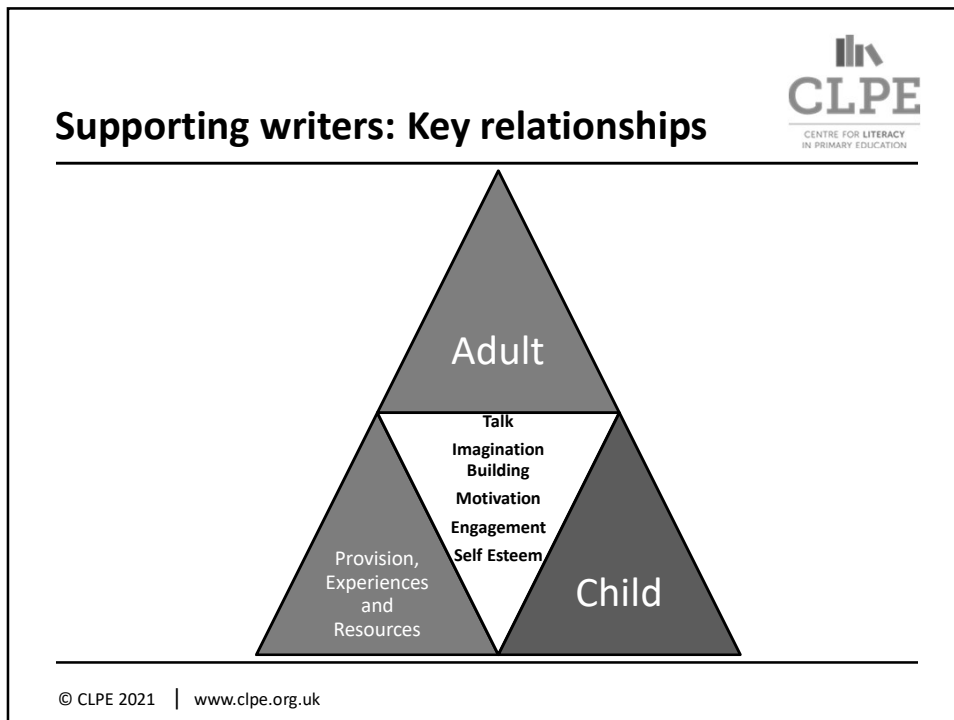 CLPE
CENTRE FOR LITERACY
IN PRIMARY EDUCATION
Supporting writers: Key relationships
Adult
Talk
Imagination
Building
Motivation
Engagement
Self Esteem
Provision,
Experiences
and
Resources
Child
© CLPE 2021 | www.clpe.org.uk